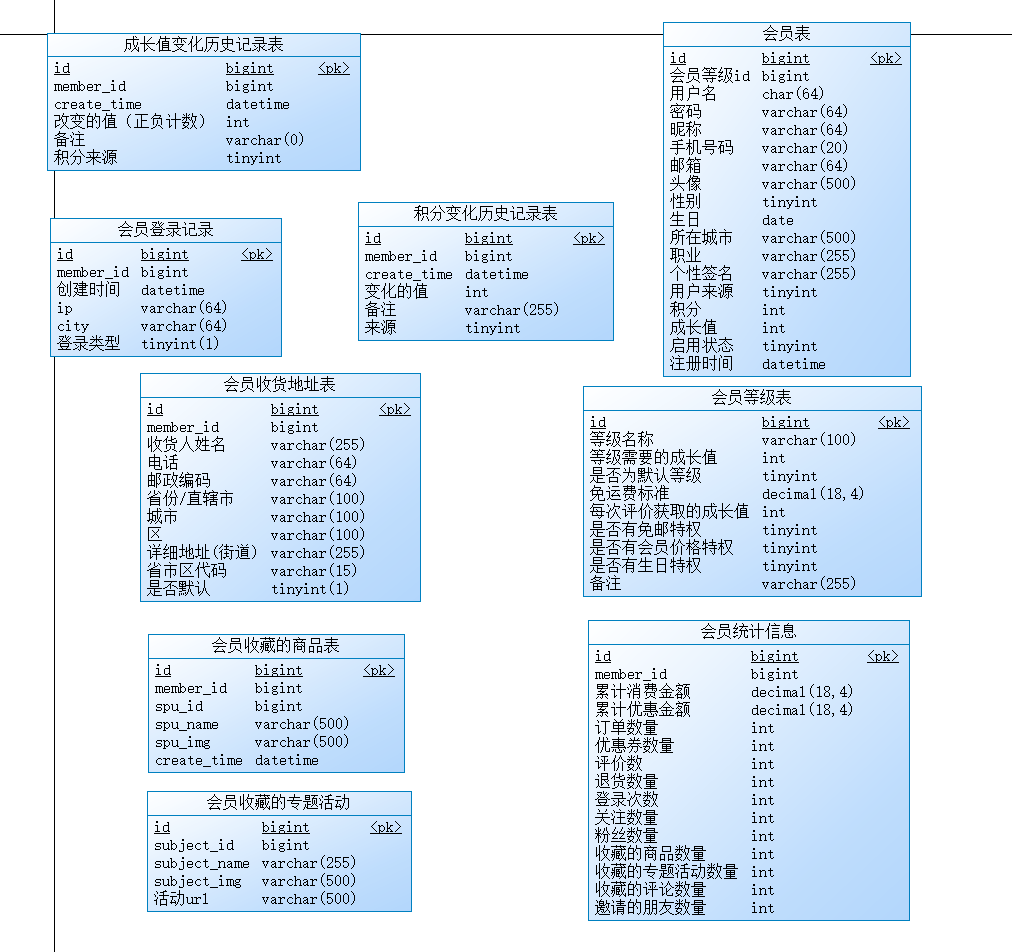 成长值变化历史记录表
id bigint <pk>
member_id bigint
create_time datetime
改变的值（正负计数） int
备注 varchar(0)
积分来源 tinyint
会员表
id bigint <pk>
会员等级id bigint
用户名 char(64)
密码 varchar(64)
昵称 varchar(64)
手机号码 varchar(20)
邮箱 varchar(64)
头像 varchar(500)
性别 tinyint
生日 date
所在城市 varchar(500)
职业 varchar(255)
个性签名 varchar(255)
用户来源 tinyint
积分 int
成长值 int
启用状态 tinyint
注册时间 datetime
会员登录记录
id bigint <pk>
member_id bigint
创建时间 datetime
ip varchar(64)
city varchar(64)
登录类型 tinyint(1)
积分变化历史记录表
id bigint <pk>
member_id bigint
create_time datetime
变化的值 int
备注 varchar(255)
来源 tinyint
会员收货地址表
id bigint <pk>
member_id bigint
收货人姓名 varchar(255)
电话 varchar(64)
邮政编码 varchar(64)
省份/直辖市 varchar(100)
城市 varchar(100)
区 varchar(100)
详细地址(街道) varchar(255)
省市区代码 varchar(15)
是否默认 tinyint(1)
会员等级表
id bigint <pk>
等级名称 varchar(100)
等级需要的成长值 int
是否为默认等级 tinyint
免运费标准 decimal(18,4)
每次评价获取的成长值 int
是否有免邮特权 tinyint
是否有会员价格特权 tinyint
是否有生日特权 tinyint
备注 varchar(255)
会员收藏的商品表
id bigint <pk>
member_id bigint
spu_id bigint
spu_name varchar(500)
spu_img varchar(500)
create_time datetime
会员统计信息
id bigint <pk>
member_id bigint
累计消费金额 decimal(18,4)
累计优惠金额 decimal(18,4)
订单数量 int
优惠券数量 int
评价数 int
退货数量 int
登录次数 int
关注数量 int
粉丝数量 int
收藏的商品数量 int
收藏的专题活动数量 int
收藏的评论数量 int
邀请的朋友数量 int
会员收藏的专题活动
id bigint <pk>
subject_id bigint
subject_name varchar(255)
subject_img varchar(500)
活动url varchar(500)